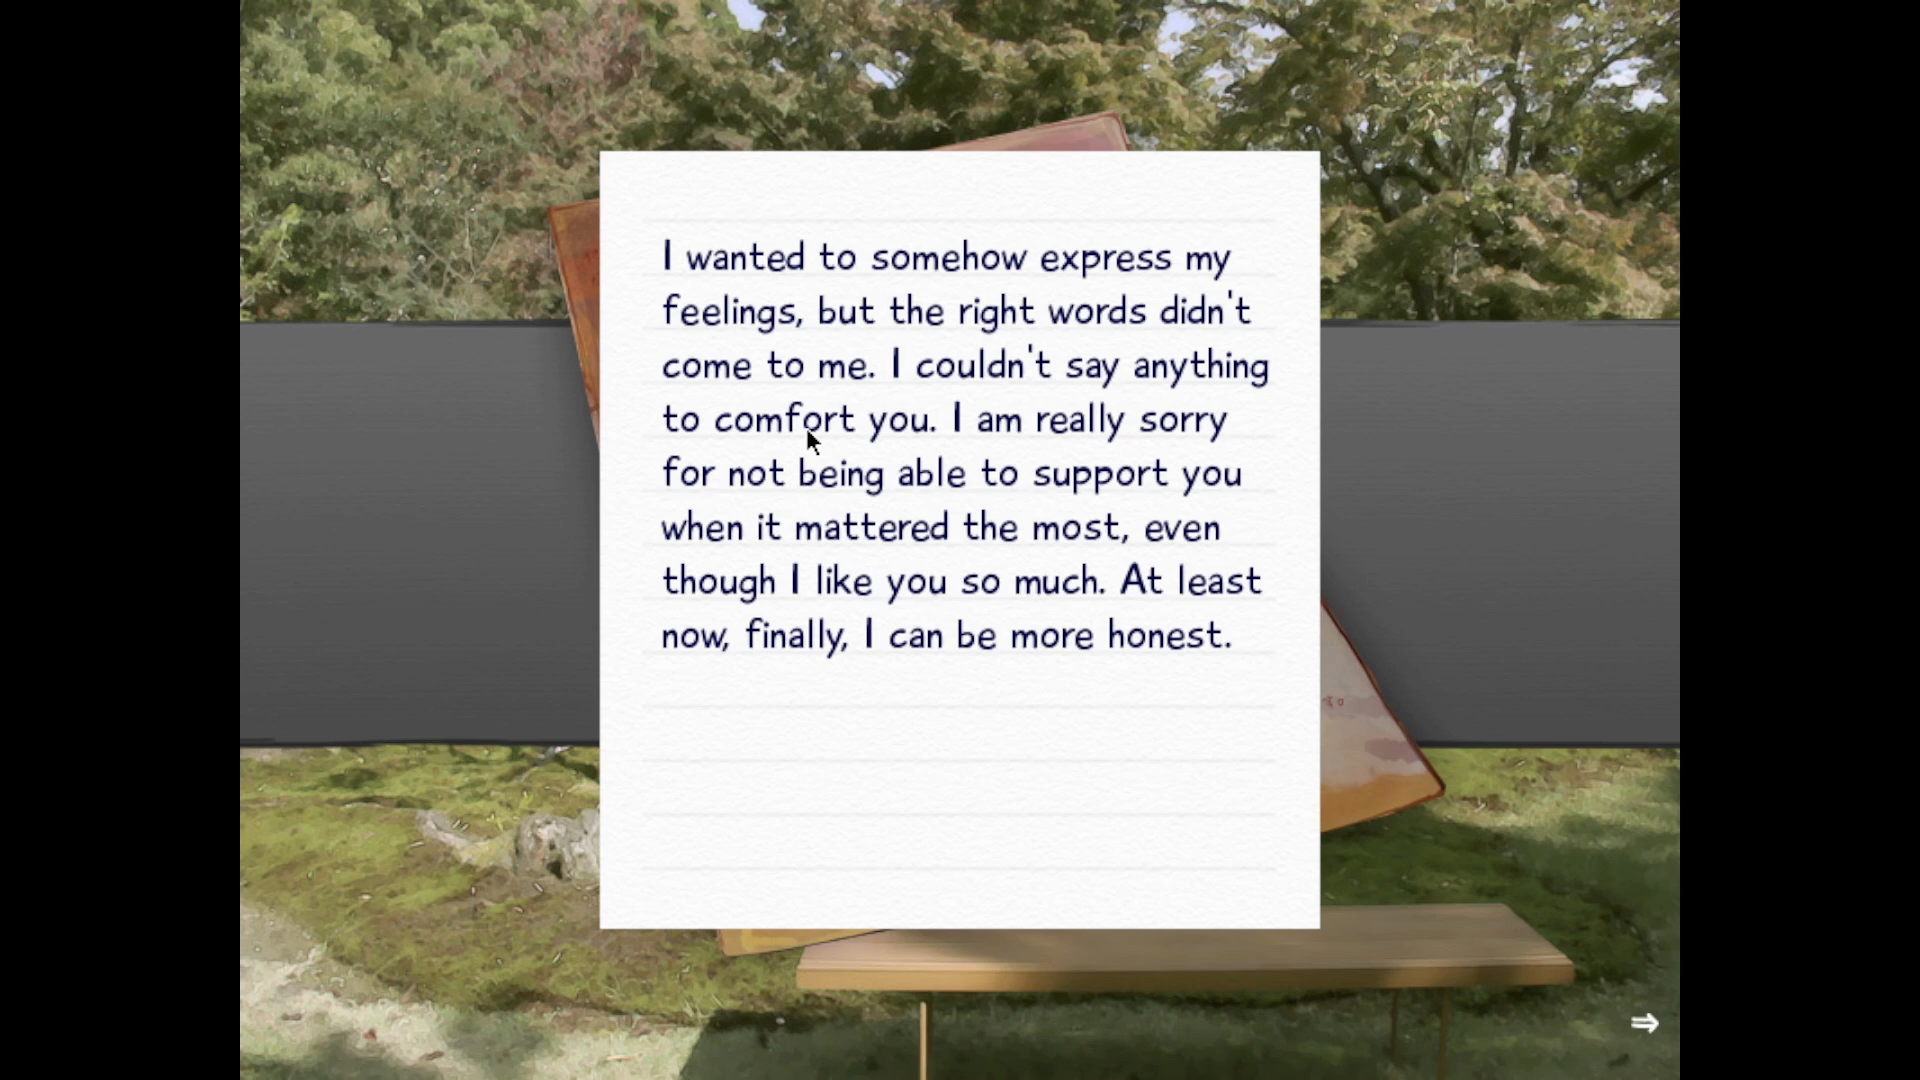 I wanted to somehow express my
feelings, but the right words didn't
come to me. I couldn't say anything
to comfort you. I am really sorry
for not being able to support you
when it mattered the most, even
though I like you so much. At least
now, finally, I can be more honest.